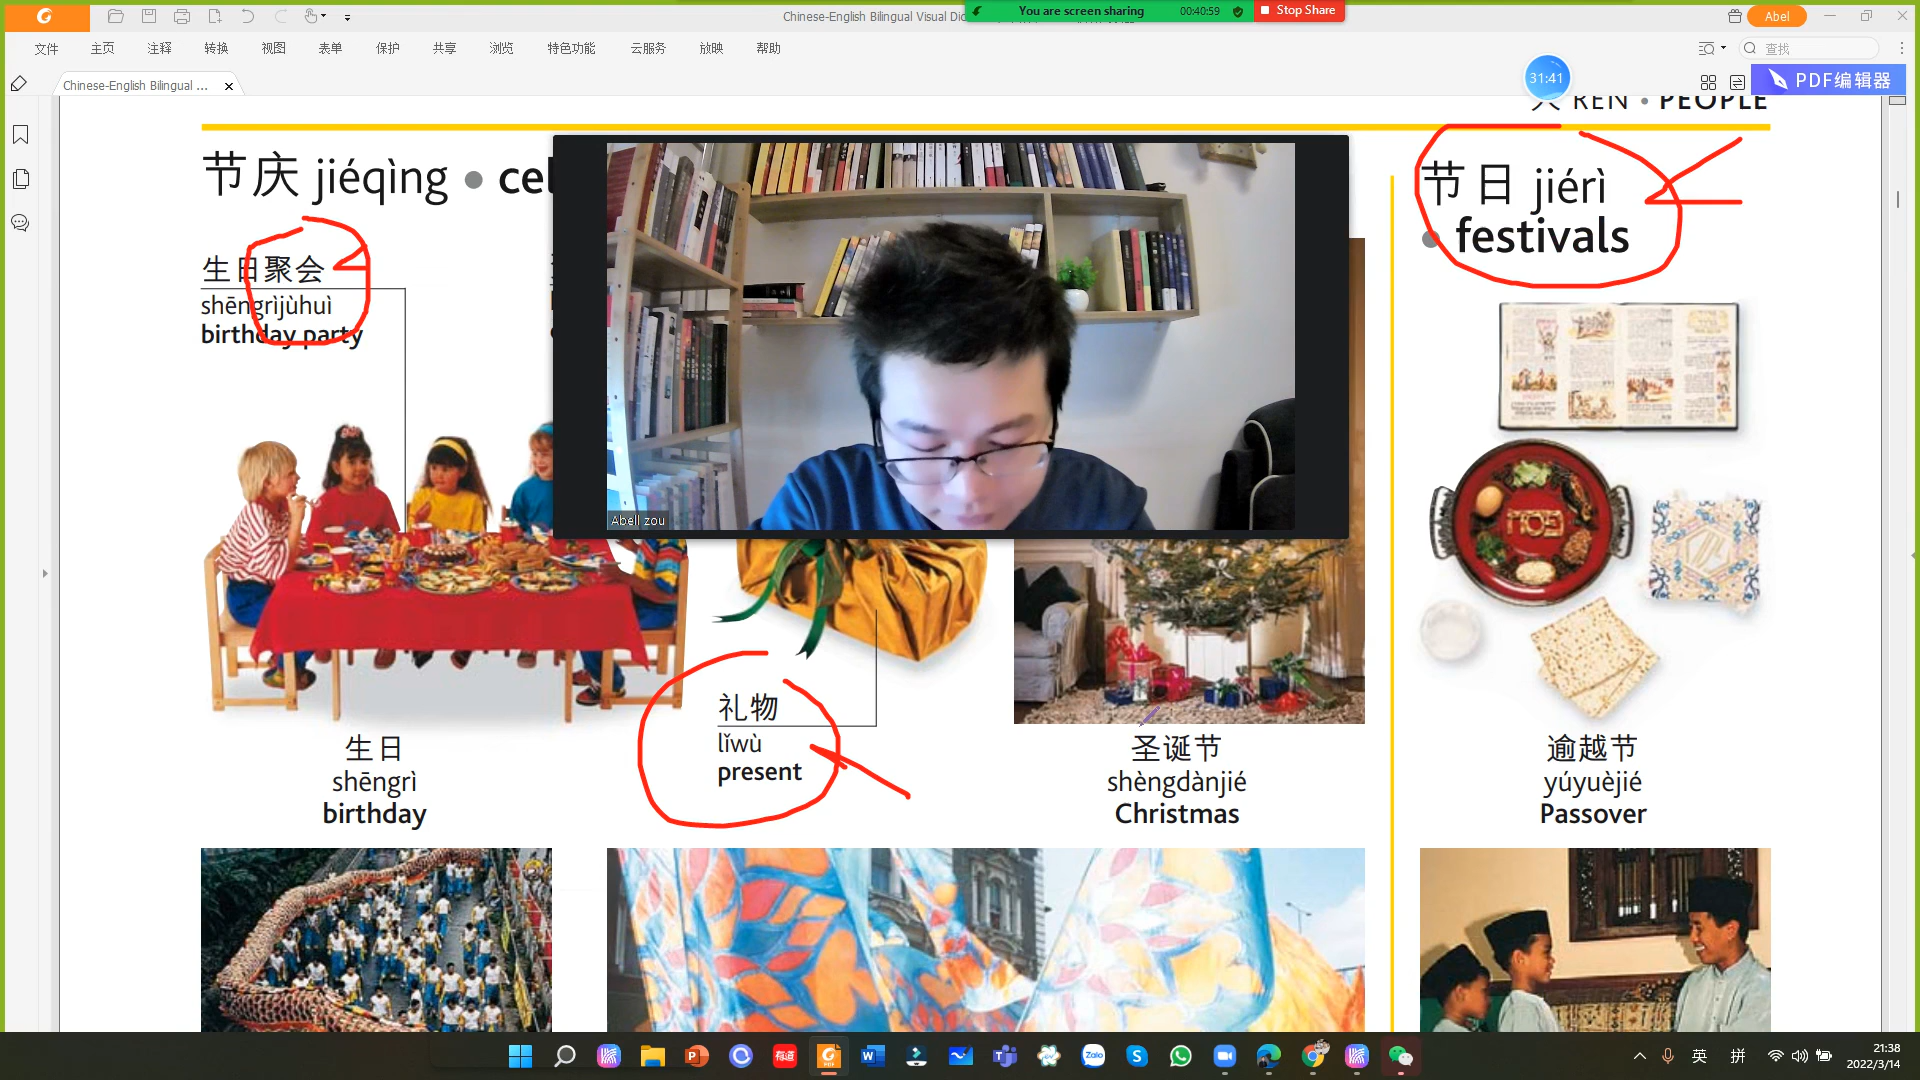 Chinese-English Bilingual Visual Dic
You are screen sharing
00:40:59
Stop Share
Abel
文件 主页 注释 转换 视图 表单 保护 共享 浏览 特色功能 云服务 放映 帮助
查找
Chinese-English Bilingual ...
31:41
PDF编辑器
人 REN • PEOPLE
节庆 jiéqìng • cel
节日 jiérì
• festivals
生日聚会
shēngrìjùhuì
birthday party
Abell zou
פסח
礼物
lǐwù
present
生日
shēngrì
birthday
圣诞节
shèngdànjié
Christmas
逾越节
yúyuèjié
Passover
有道
Zalo
英
拼
21:38
2022/3/14